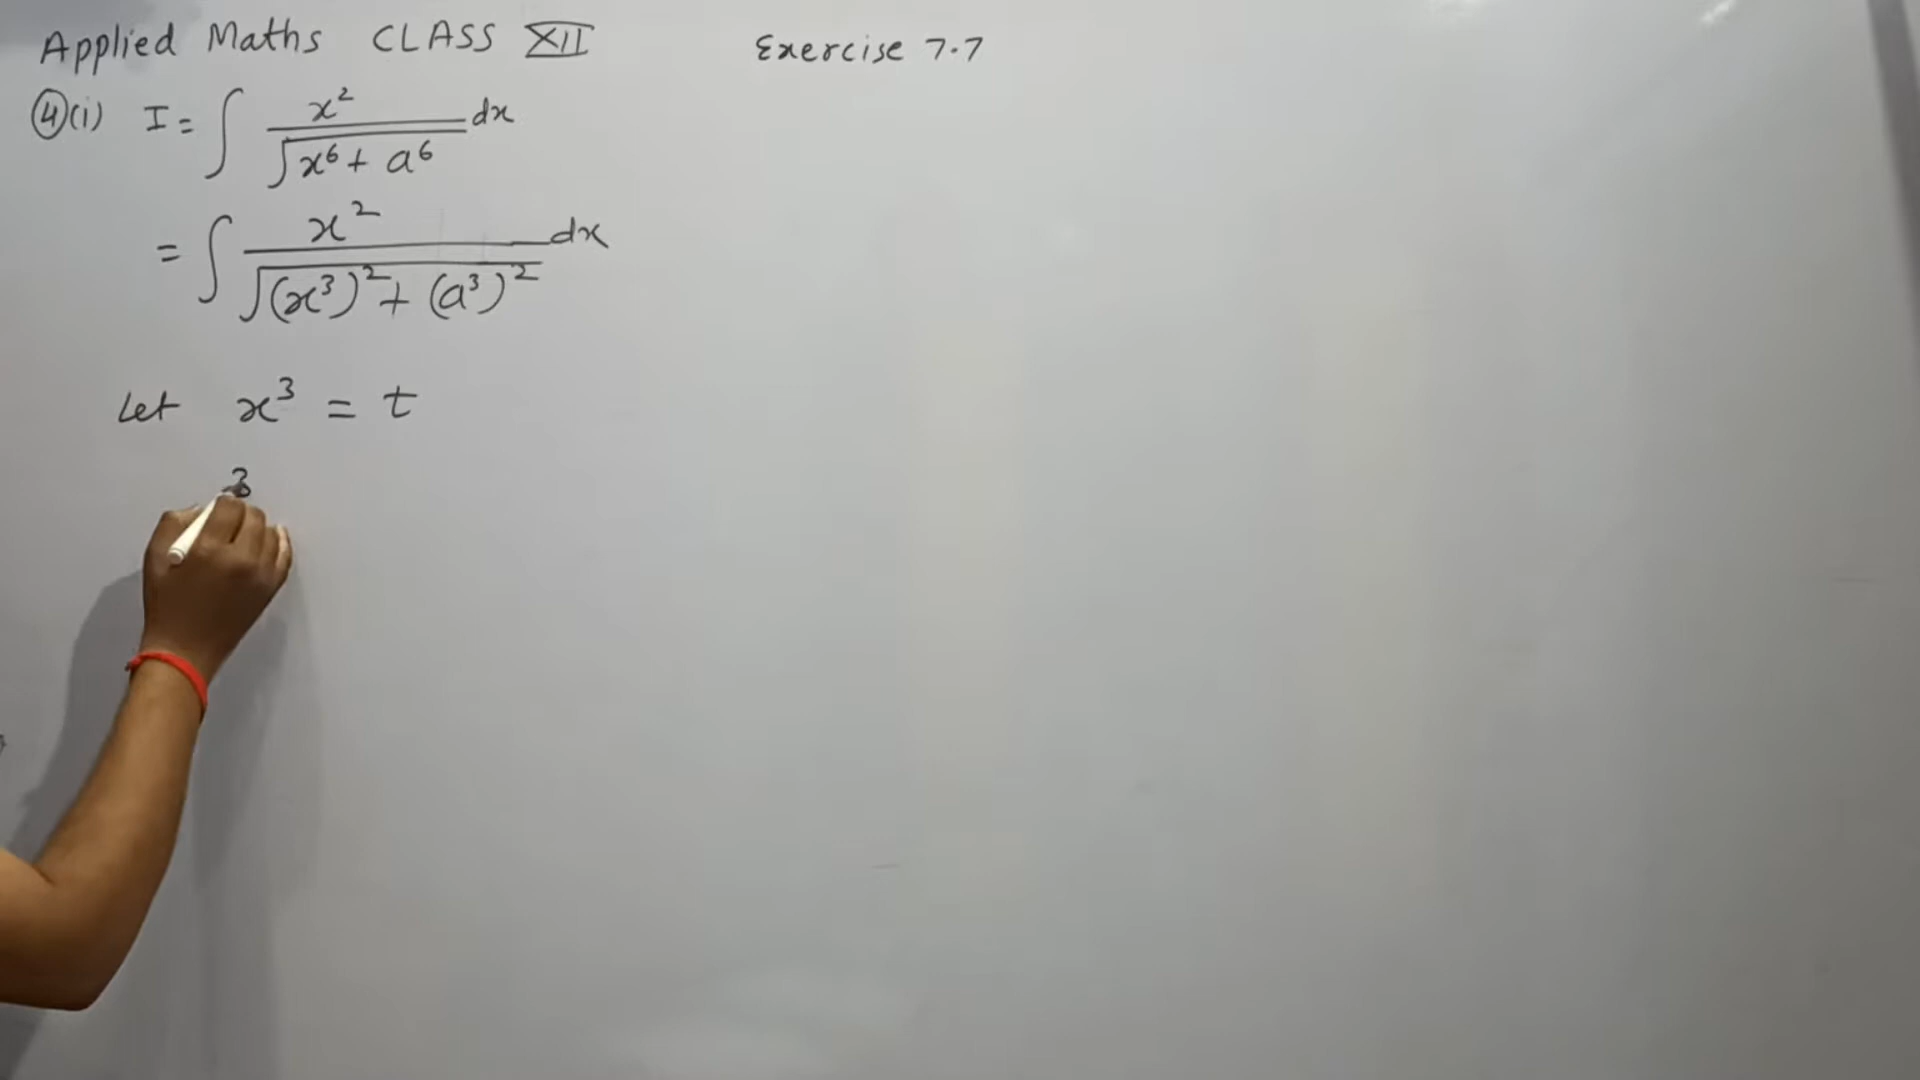 Applied Maths CLASS XII Exercise 7.7
④(i) I = ∫ x²/√(x⁶ + a⁶) dx
= ∫ x²/√((x³)² + (a³)²) dx
Let x³ = t
3